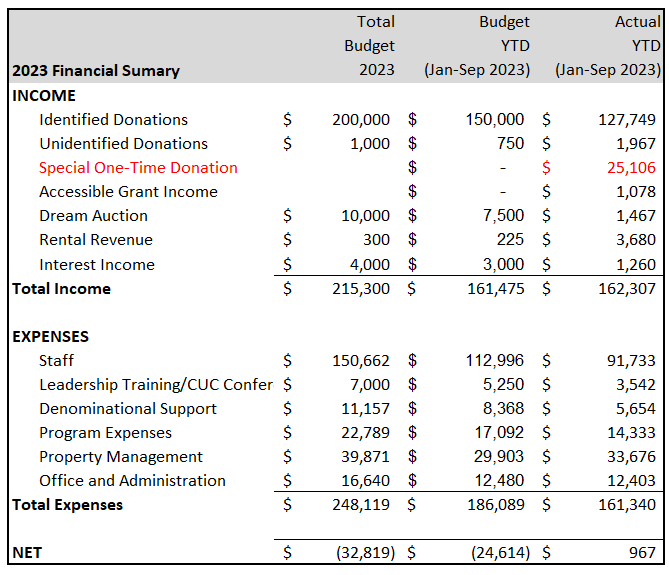 Total Budget Actual
Budget YTD YTD
2023 Financial Sumary 2023 (Jan-Sep 2023) (Jan-Sep 2023)
INCOME
Identified Donations $ 200,000 $ 150,000 $ 127,749
Unidentified Donations $ 1,000 $ 750 $ 1,967
Special One-Time Donation $ - $ 25,106
Accessible Grant Income $ - $ 1,078
Dream Auction $ 10,000 $ 7,500 $ 1,467
Rental Revenue $ 300 $ 225 $ 3,680
Interest Income $ 4,000 $ 3,000 $ 1,260
Total Income $ 215,300 $ 161,475 $ 162,307
EXPENSES
Staff $ 150,662 $ 112,996 $ 91,733
Leadership Training/CUC Confer $ 7,000 $ 5,250 $ 3,542
Denominational Support $ 11,157 $ 8,368 $ 5,654
Program Expenses $ 22,789 $ 17,092 $ 14,333
Property Management $ 39,871 $ 29,903 $ 33,676
Office and Administration $ 16,640 $ 12,480 $ 12,403
Total Expenses $ 248,119 $ 186,089 $ 161,340
NET $ (32,819) $ (24,614) $ 967